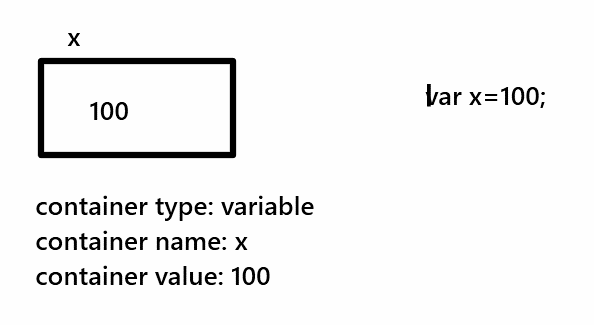 x
100
var x=100;
container type: variable
container name: x
container value: 100